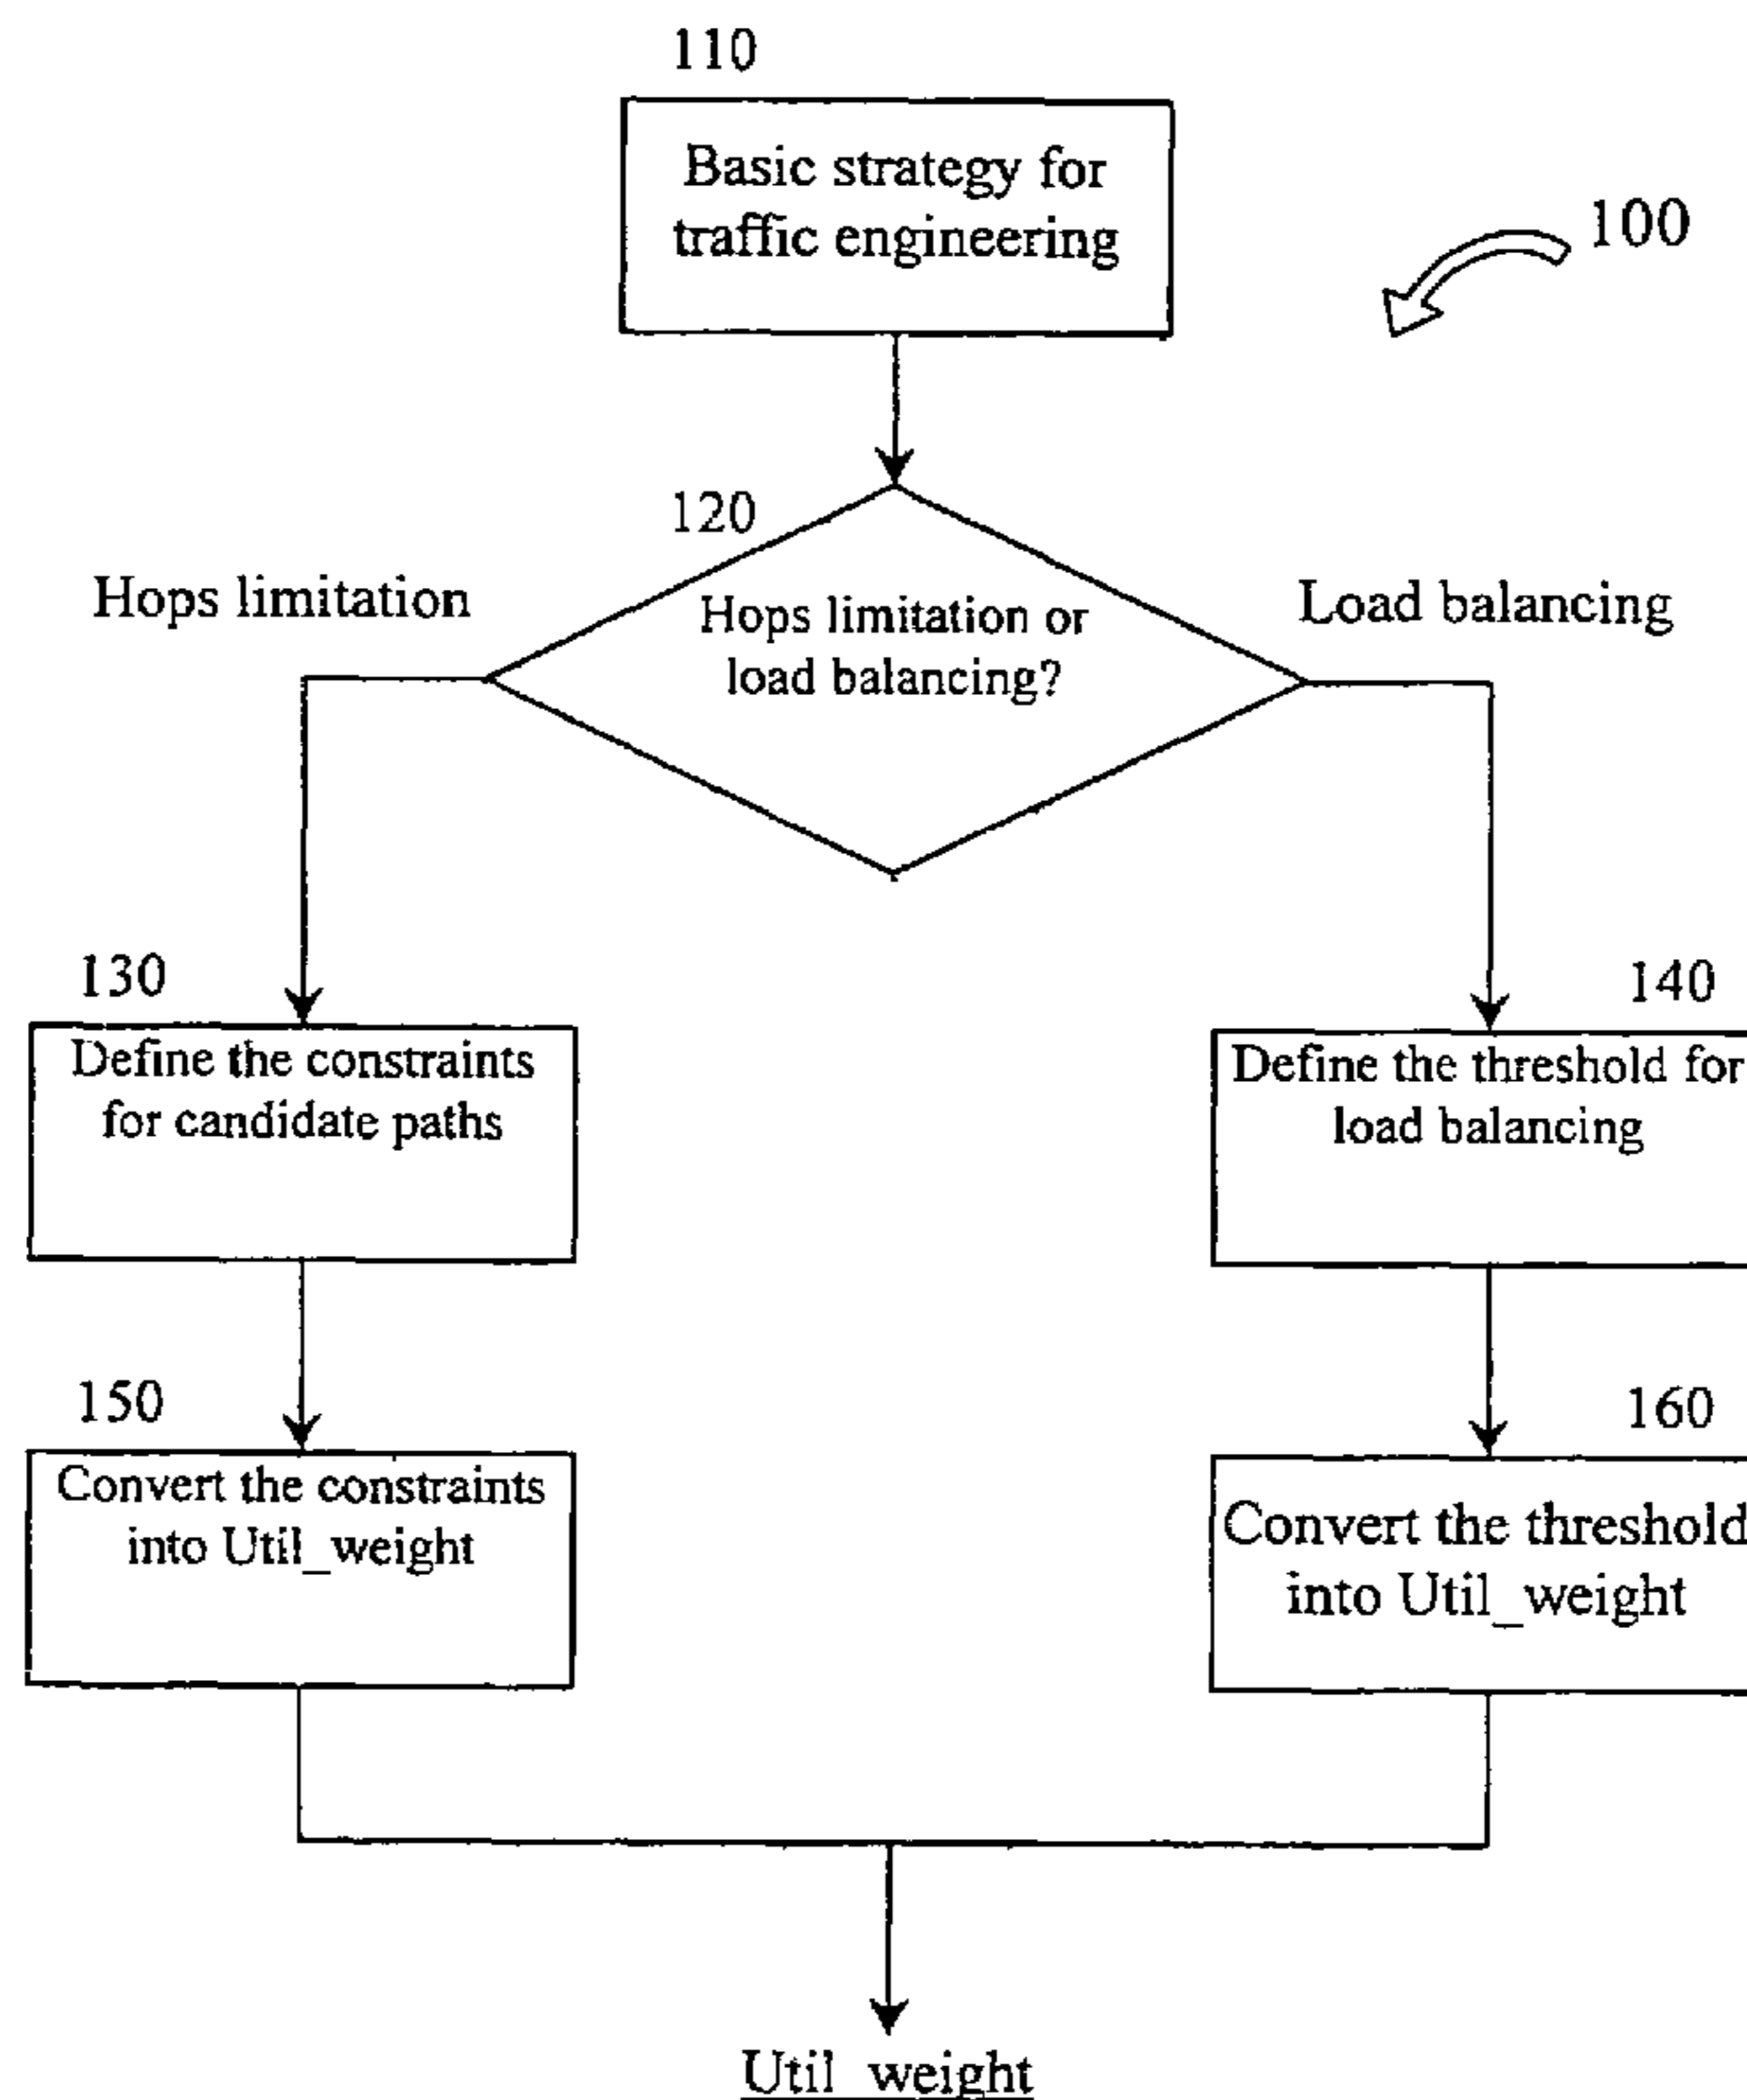 110
Basic strategy for
traffic engineering
100
120
Hops limitation
Hops limitation or
load balancing?
Load balancing
130
Define the constraints
for candidate paths
140
Define the threshold for
load balancing
150
Convert the constraints
into Util_weight
160
Convert the threshold
into Util_weight
Util_weight